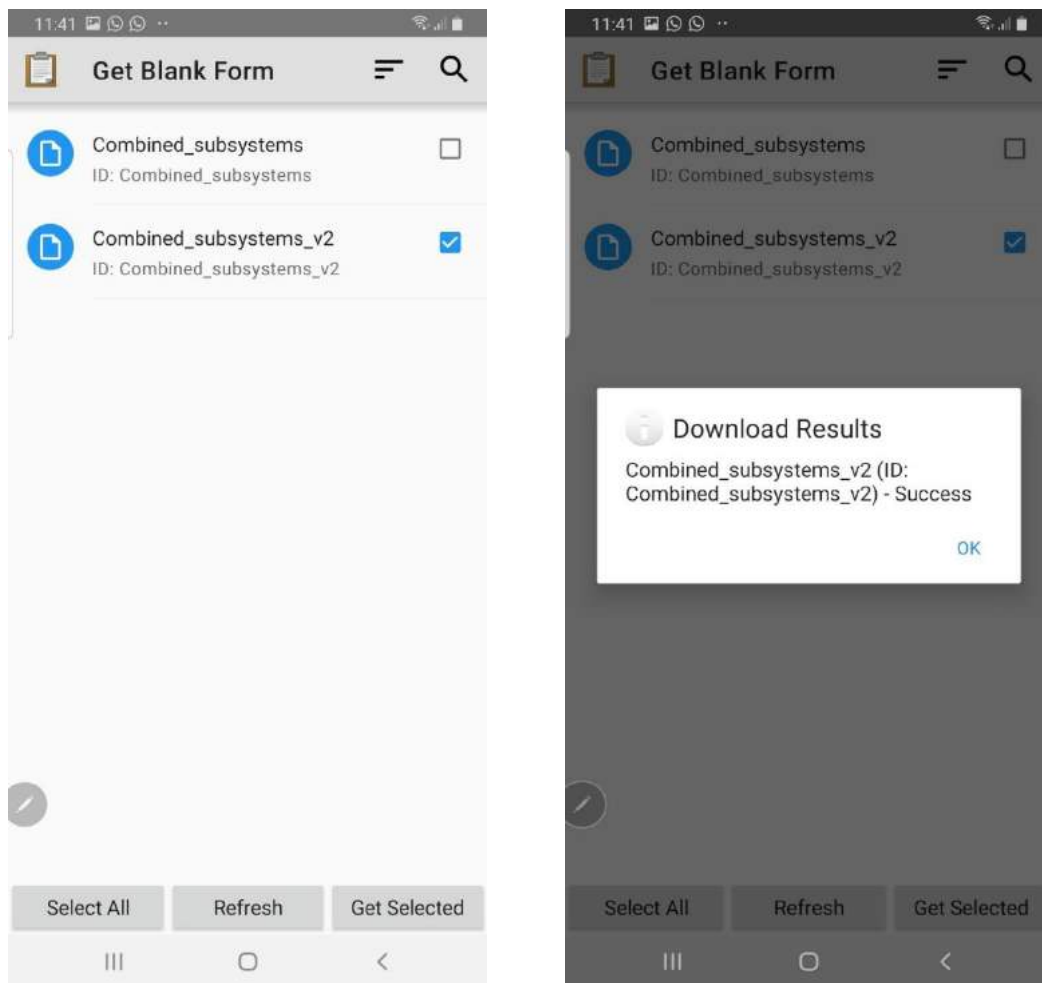 11:41
Get Blank Form
Combined_subsystems
ID: Combined_subsystems
Combined_subsystems_v2
ID: Combined_subsystems_v2
Select All
Refresh
Get Selected
11:41
Get Blank Form
Combined_subsystems
ID: Combined_subsystems
Combined_subsystems_v2
ID: Combined_subsystems_v2
Download Results
Combined_subsystems_v2 (ID:
Combined_subsystems_v2) - Success
OK
Select All
Refresh
Get Selected